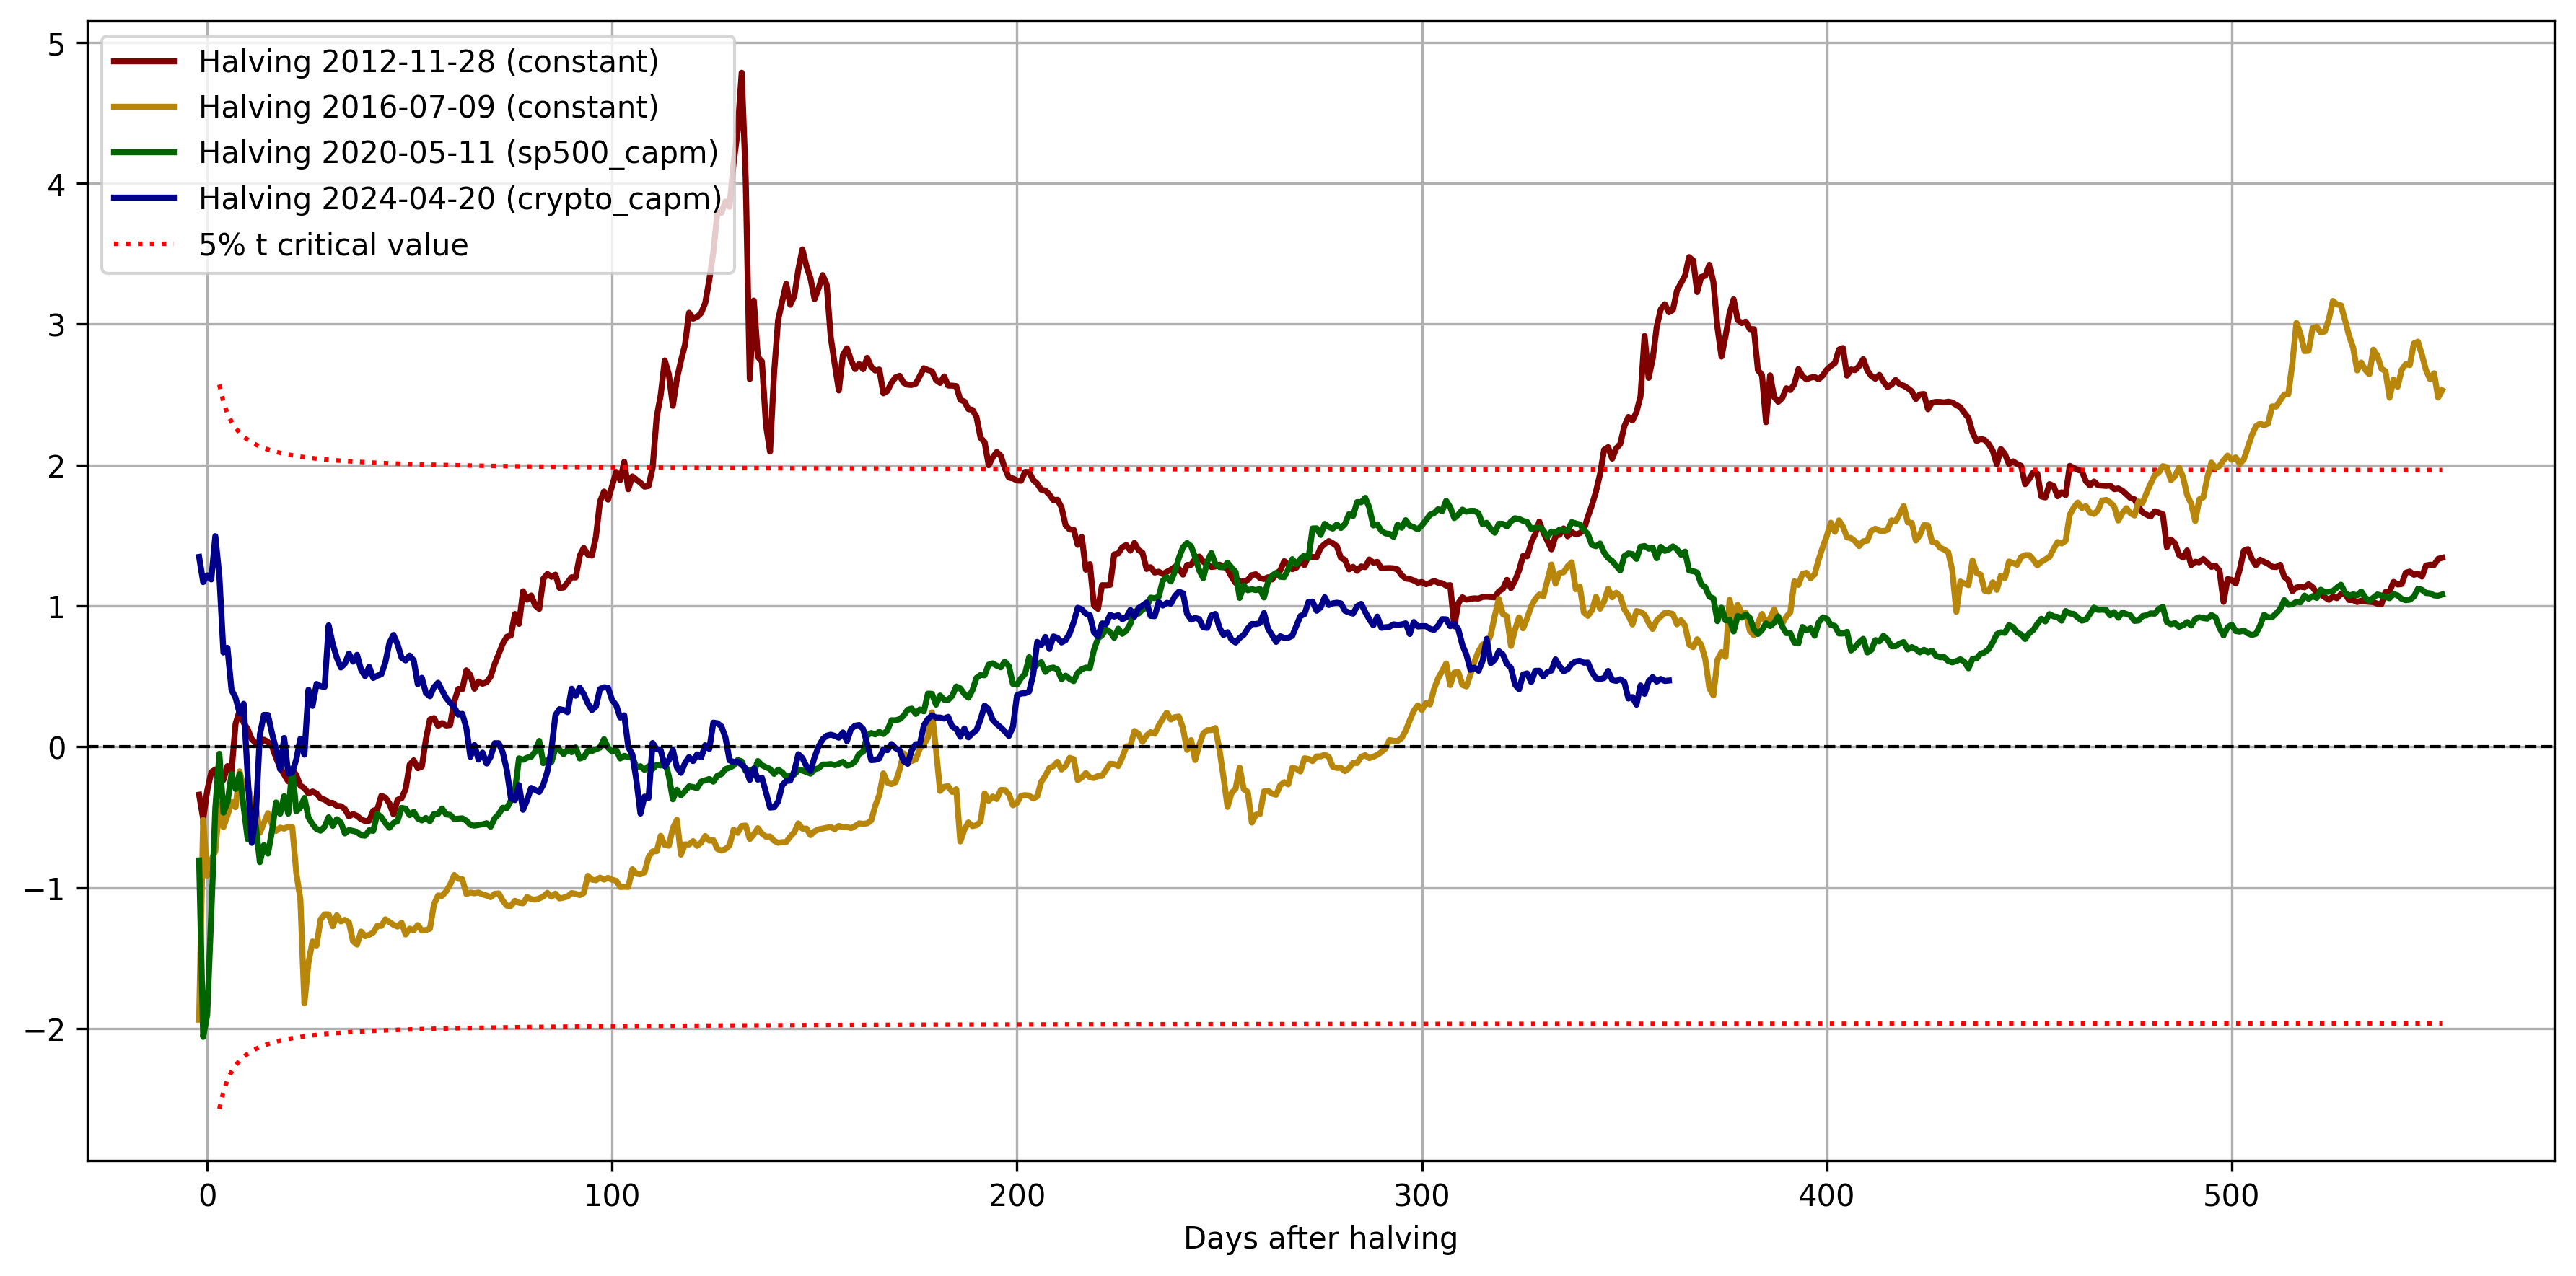 5
4
3
2
1
0
−1
−2
Halving 2012-11-28 (constant)
Halving 2016-07-09 (constant)
Halving 2020-05-11 (sp500_capm)
Halving 2024-04-20 (crypto_capm)
5% t critical value
0 100 200 300 400 500
Days after halving